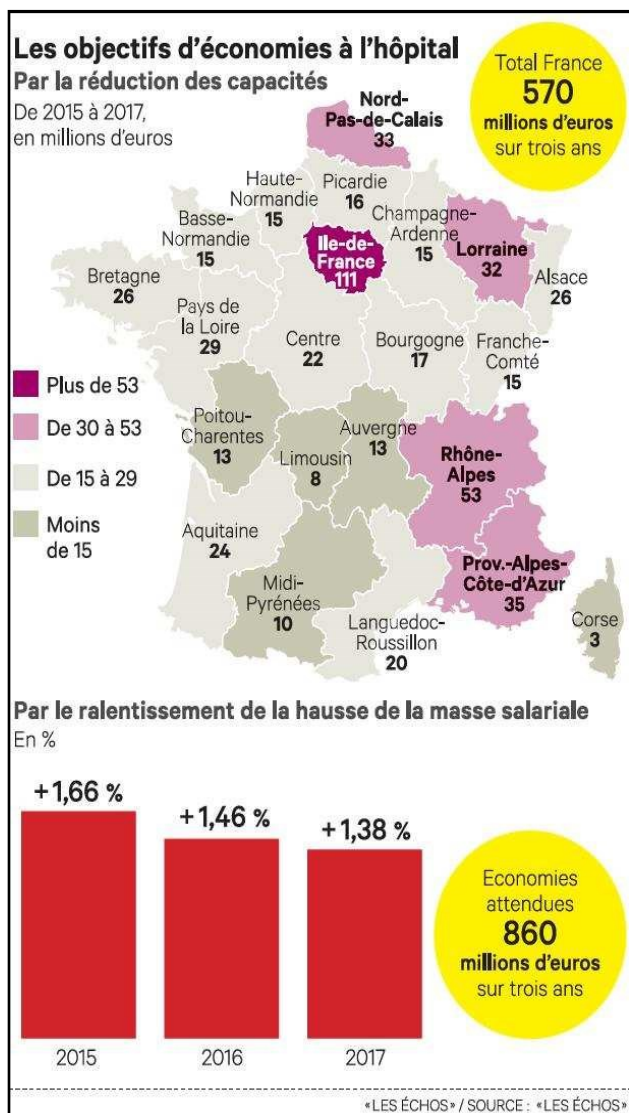 Les objectifs d'économies à l'hôpital
Par la réduction des capacités
De 2015 à 2017,
en millions d'euros
Total France
570
millions d'euros
sur trois ans
Nord-
Pas-de-Calais
33
Haute-
Normandie
15
Picardie
16
Basse-
Normandie
15
Champagne-
Ardenne
15
Ile-de-
France
111
Lorraine
32
Alsace
26
Bretagne
26
Pays de
la Loire
29
Centre
22
Bourgogne
17
Franche-
Comté
15
Plus de 53
De 30 à 53
De 15 à 29
Moins
de 15
Poitou-
Charentes
13
Limousin
8
Auvergne
13
Rhône-
Alpes
53
Aquitaine
24
Midi-
Pyrénées
10
Languedoc-
Roussillon
20
Prov.-Alpes-
Côte-d'Azur
35
Corse
3
Par le ralentissement de la hausse de la masse salariale
En %
+1,66 %
+1,46 %
+1,38 %
2015
2016
2017
Economies
attendues
860
millions d'euros
sur trois ans
«LES ÉCHOS» / SOURCE : «LES ÉCHOS»